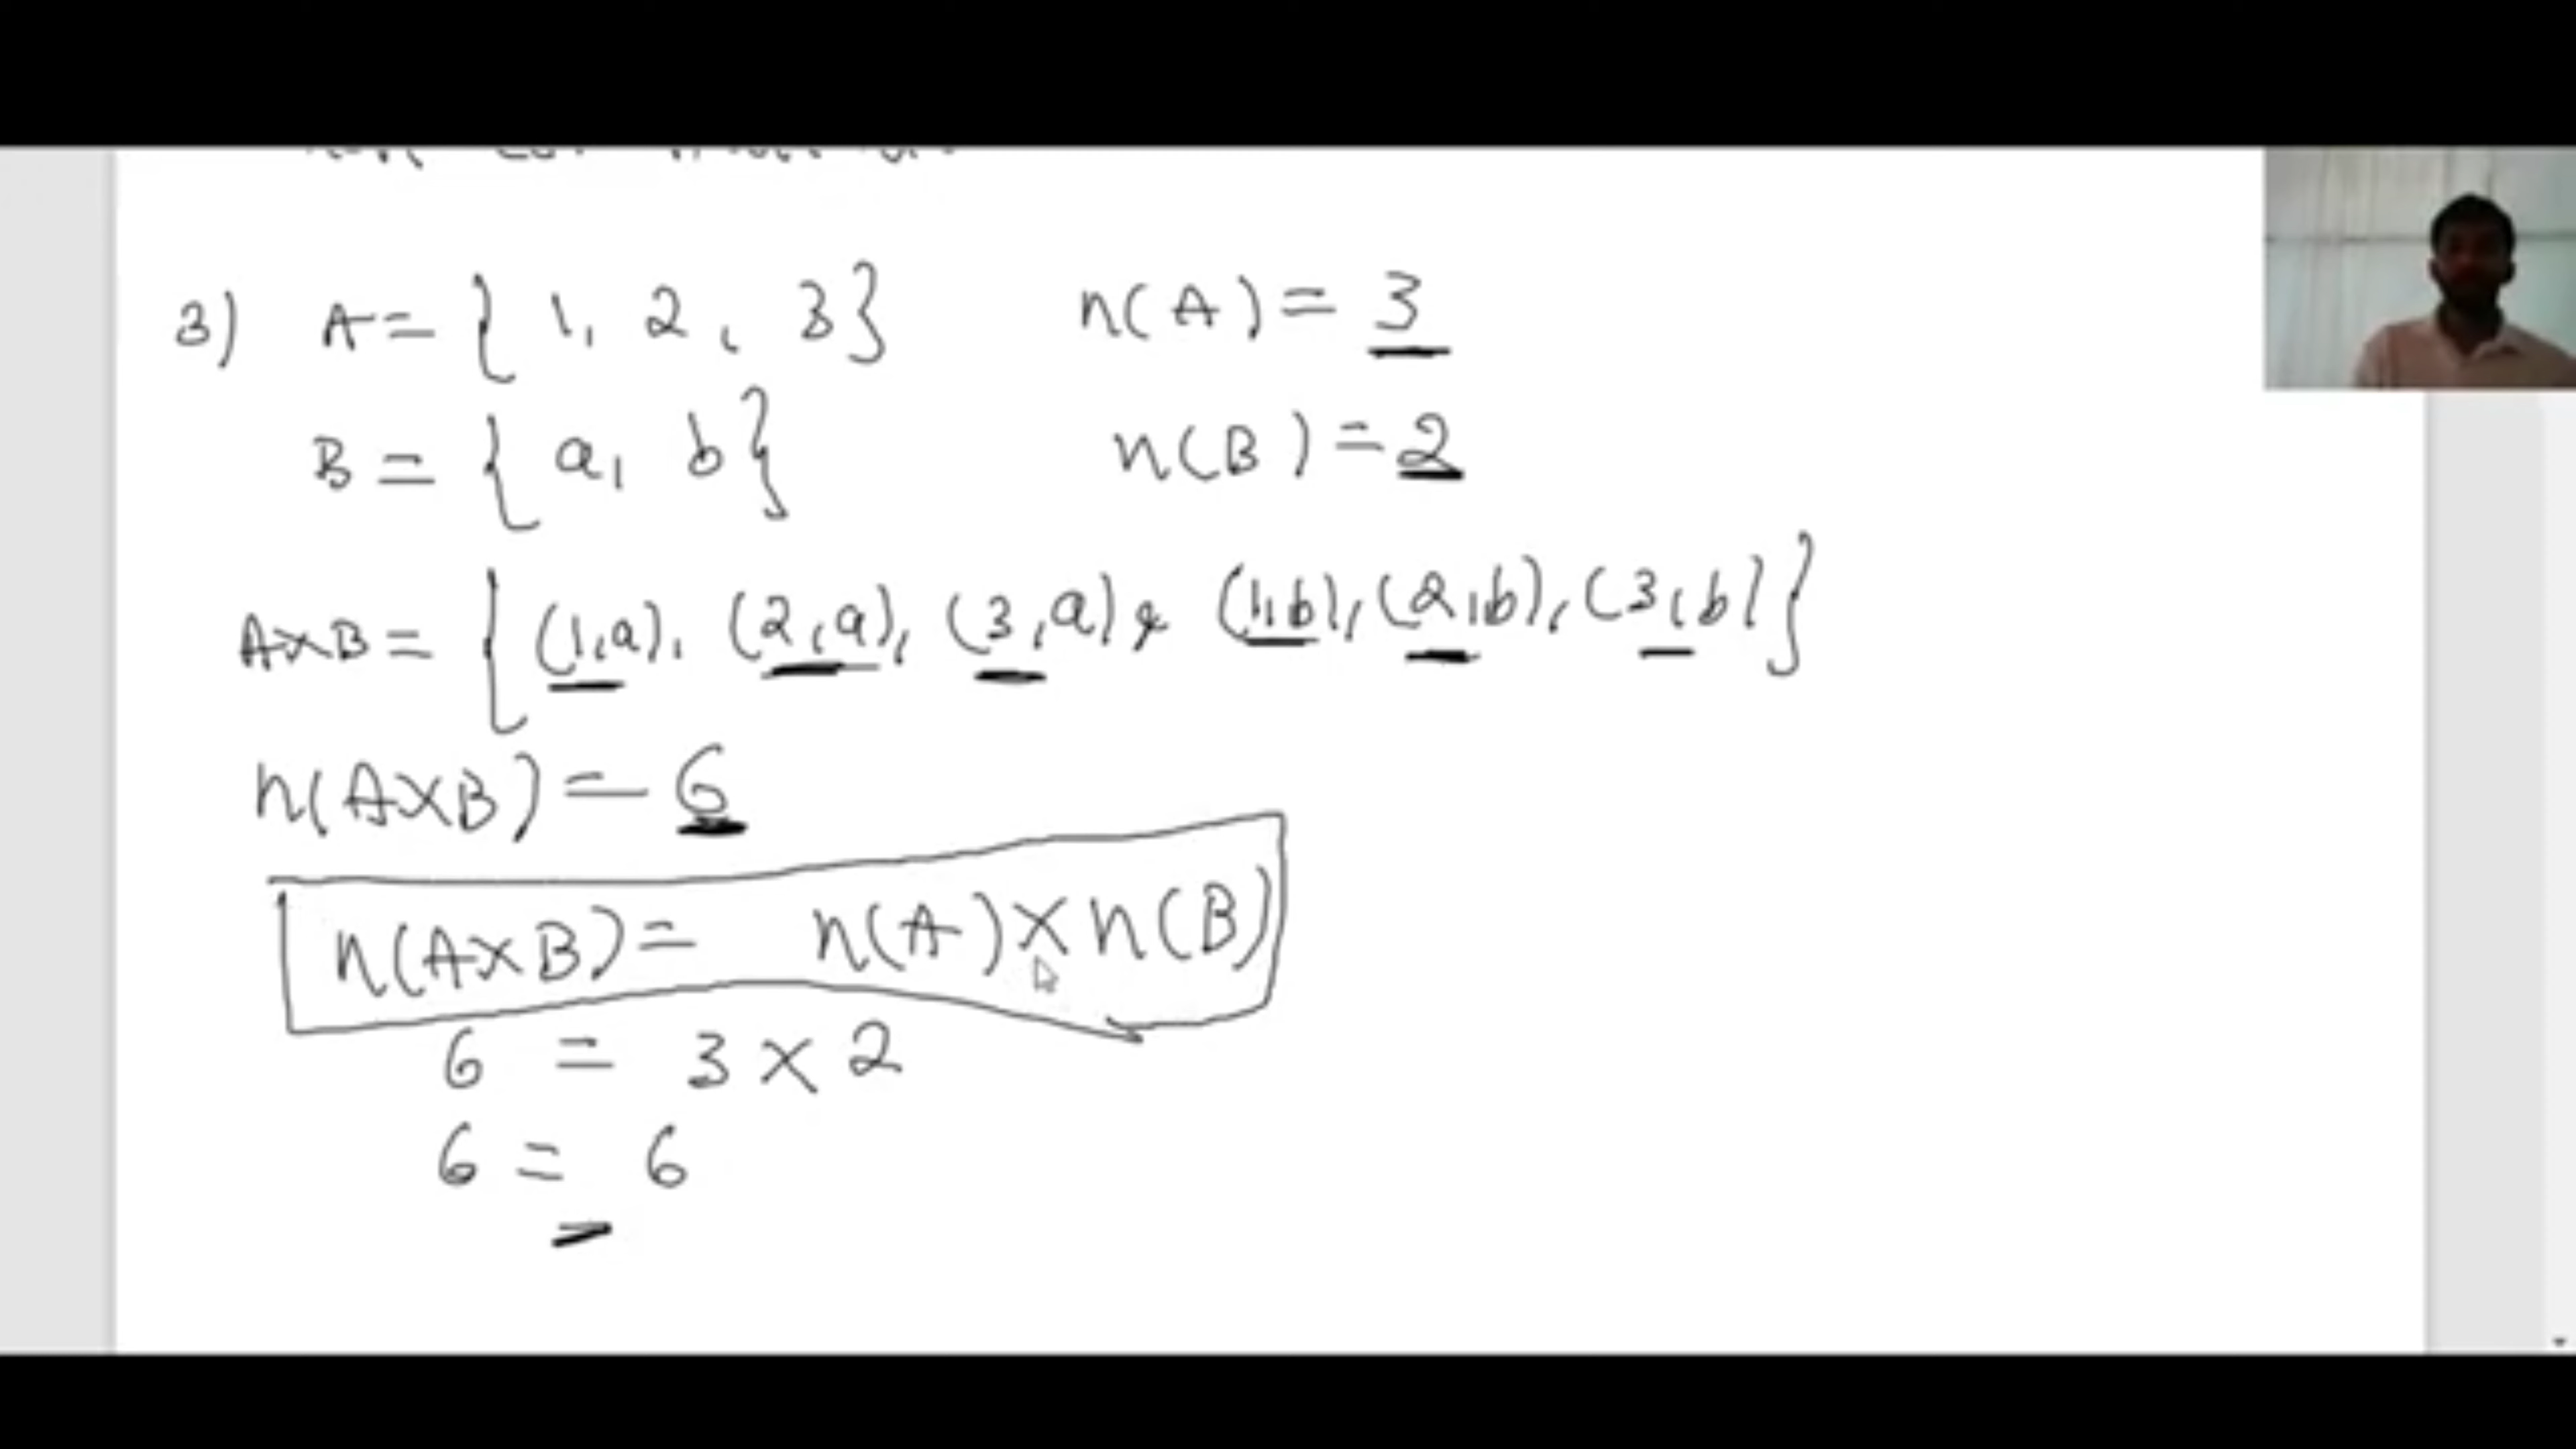 3) A = { 1, 2, 3} n(A) = 3
B = { a, b} n(B) = 2
A×B = { (1,a), (2,a), (3,a), (1,b), (2,b), (3,b) }
n(A×B) = 6
n(A×B) = n(A) × n(B)
6 = 3 × 2
6 = 6